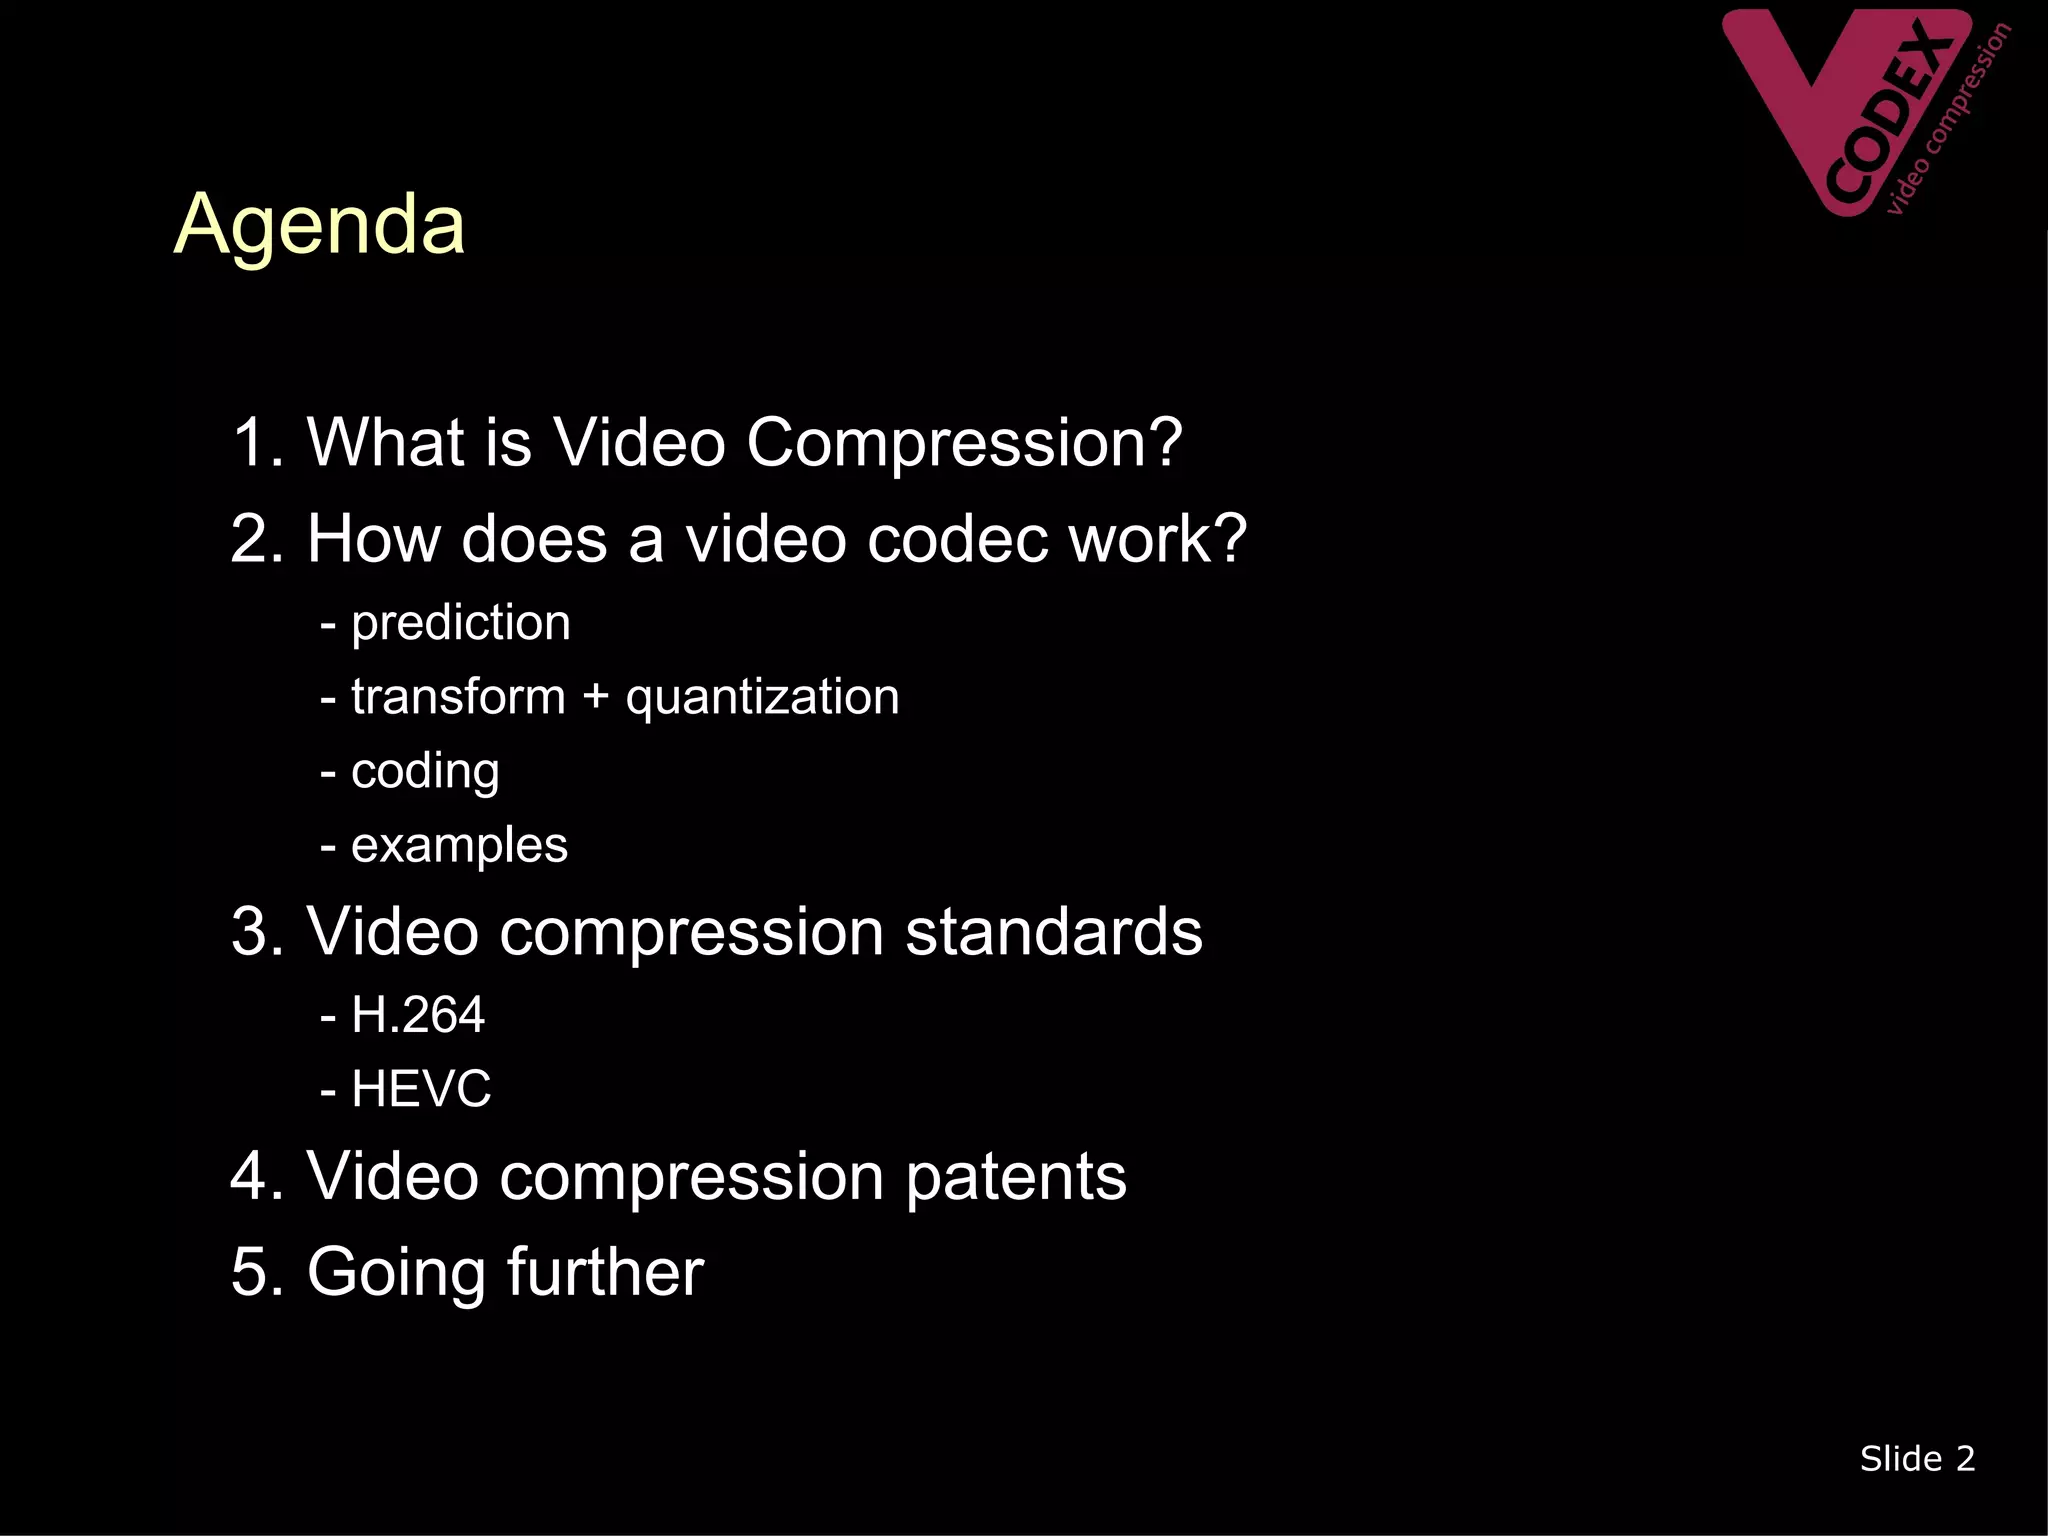 CODEX
video compression
Agenda
1. What is Video Compression?
2. How does a video codec work?
- prediction
- transform + quantization
- coding
- examples
3. Video compression standards
- H.264
- HEVC
4. Video compression patents
5. Going further
Slide 2